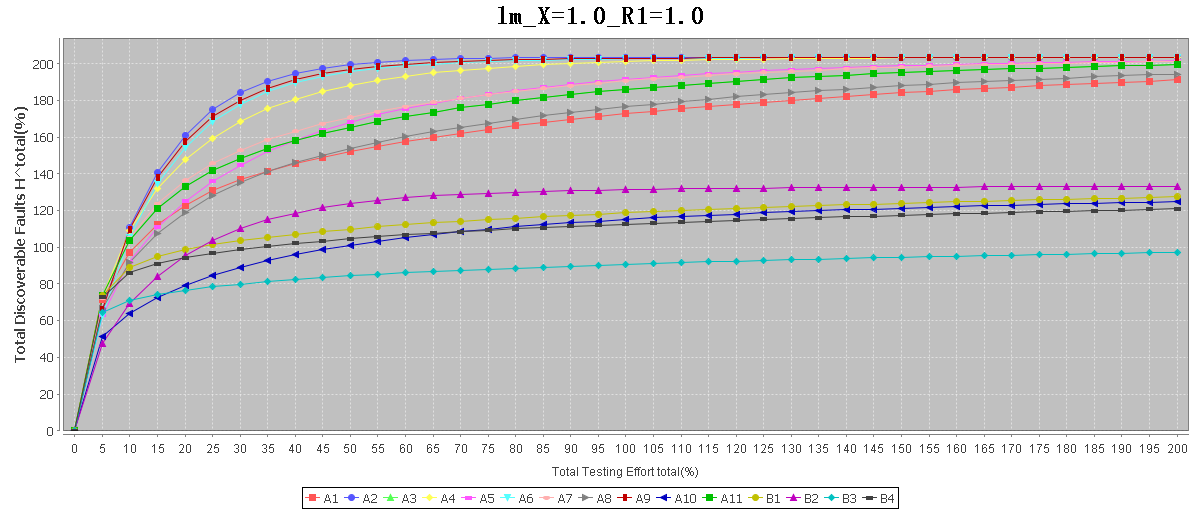 lm_X=1.0_R1=1.0
Total Discoverable Faults H^total(%)
200
180
160
140
120
100
80
60
40
20
0
0 5 10 15 20 25 30 35 40 45 50 55 60 65 70 75 80 85 90 95 100 105 110 115 120 125 130 135 140 145 150 155 160 165 170 175 180 185 190 195 200
Total Testing Effort total(%)
A1 A2 A3 A4 A5 A6 A7 A8 A9 A10 A11 B1 B2 B3 B4